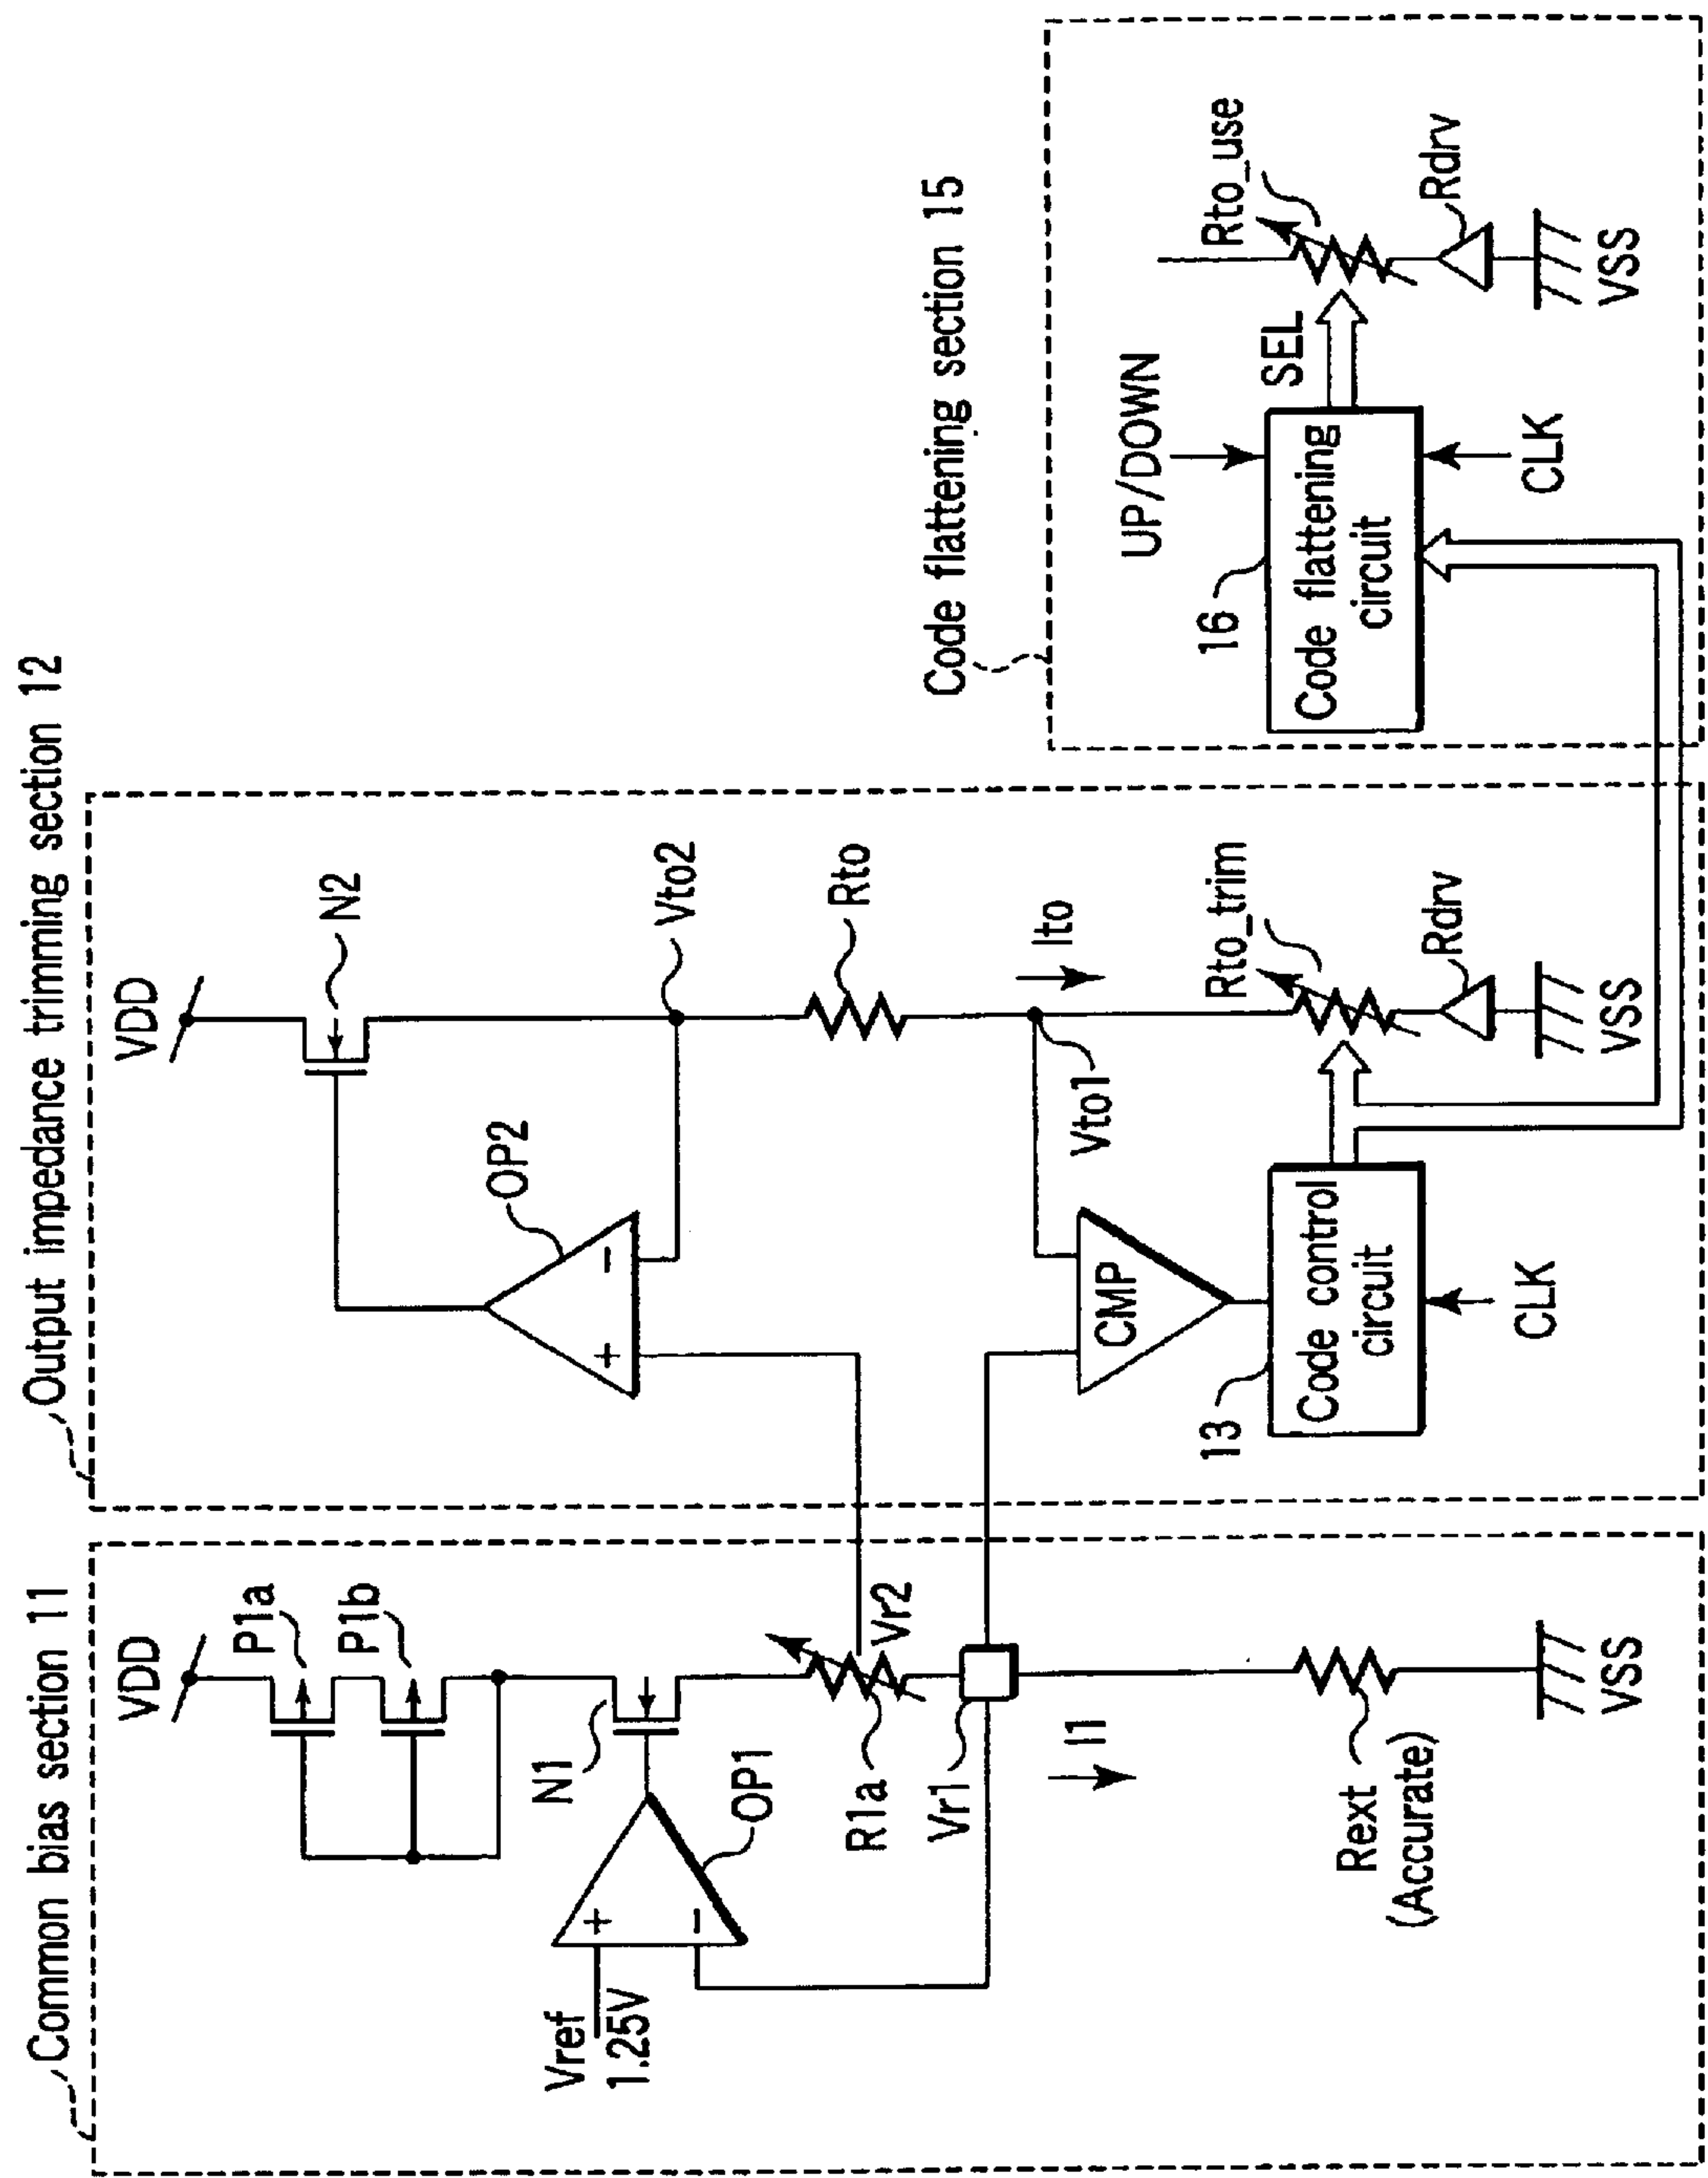 Common bias section 11
VDD
P1a
P1b
N1
OP1
+
−
Vref
1.25V
R1a
Vr2
Vr1
I1
Rext
(Accurate)
VSS
Output impedance trimming section 12
VDD
N2
OP2
+
−
Vto2
Rto
Ito
Vto1
CMP
Rto_trim
13
Code control
circuit
CLK
Rdrv
VSS
Code flattening section 15
UP/DOWN
SEL
Rto_use
16
Code flattening
circuit
CLK
Rdrv
VSS